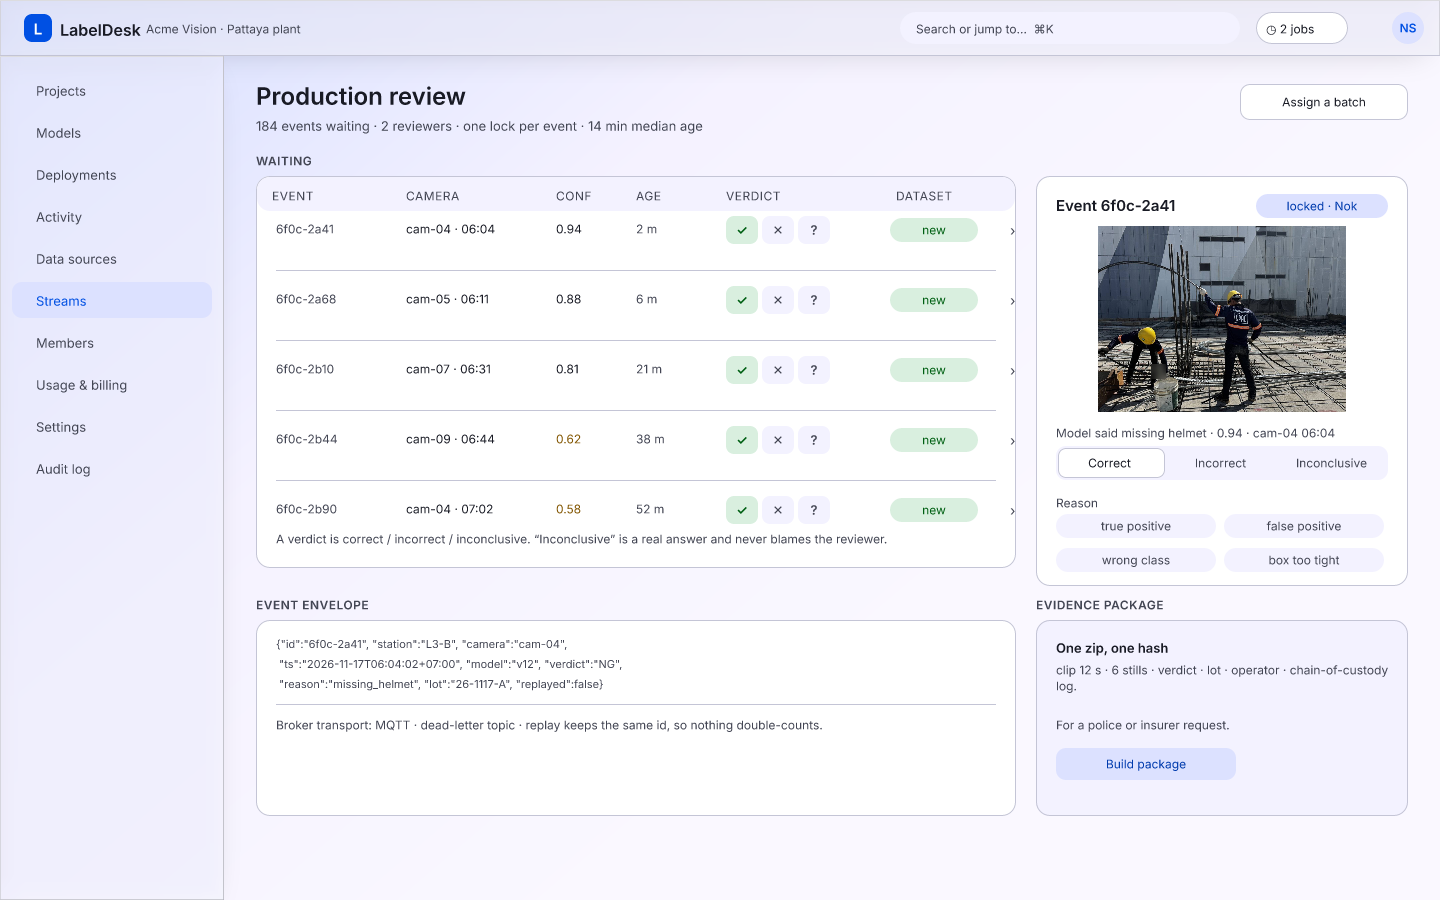 L LabelDesk Acme Vision · Pattaya plant Search or jump to... ⌘K ◷ 2 jobs NS
Projects
Models
Deployments
Activity
Data sources
Streams
Members
Usage & billing
Settings
Audit log
Production review
184 events waiting · 2 reviewers · one lock per event · 14 min median age
Assign a batch
WAITING
EVENT CAMERA CONF AGE VERDICT DATASET
6f0c-2a41 cam-04 · 06:04 0.94 2 m ✓ ✕ ? new ›
6f0c-2a68 cam-05 · 06:11 0.88 6 m ✓ ✕ ? new ›
6f0c-2b10 cam-07 · 06:31 0.81 21 m ✓ ✕ ? new ›
6f0c-2b44 cam-09 · 06:44 0.62 38 m ✓ ✕ ? new ›
6f0c-2b90 cam-04 · 07:02 0.58 52 m ✓ ✕ ? new ›
A verdict is correct / incorrect / inconclusive. “Inconclusive” is a real answer and never blames the reviewer.
Event 6f0c-2a41 locked · Nok
Model said missing helmet · 0.94 · cam-04 06:04
Correct Incorrect Inconclusive
Reason
true positive false positive
wrong class box too tight
EVENT ENVELOPE
{"id":"6f0c-2a41", "station":"L3-B", "camera":"cam-04",
"ts":"2026-11-17T06:04:02+07:00", "model":"v12", "verdict":"NG",
"reason":"missing_helmet", "lot":"26-1117-A", "replayed":false}
Broker transport: MQTT · dead-letter topic · replay keeps the same id, so nothing double-counts.
EVIDENCE PACKAGE
One zip, one hash
clip 12 s · 6 stills · verdict · lot · operator · chain-of-custody
log.
For a police or insurer request.
Build package